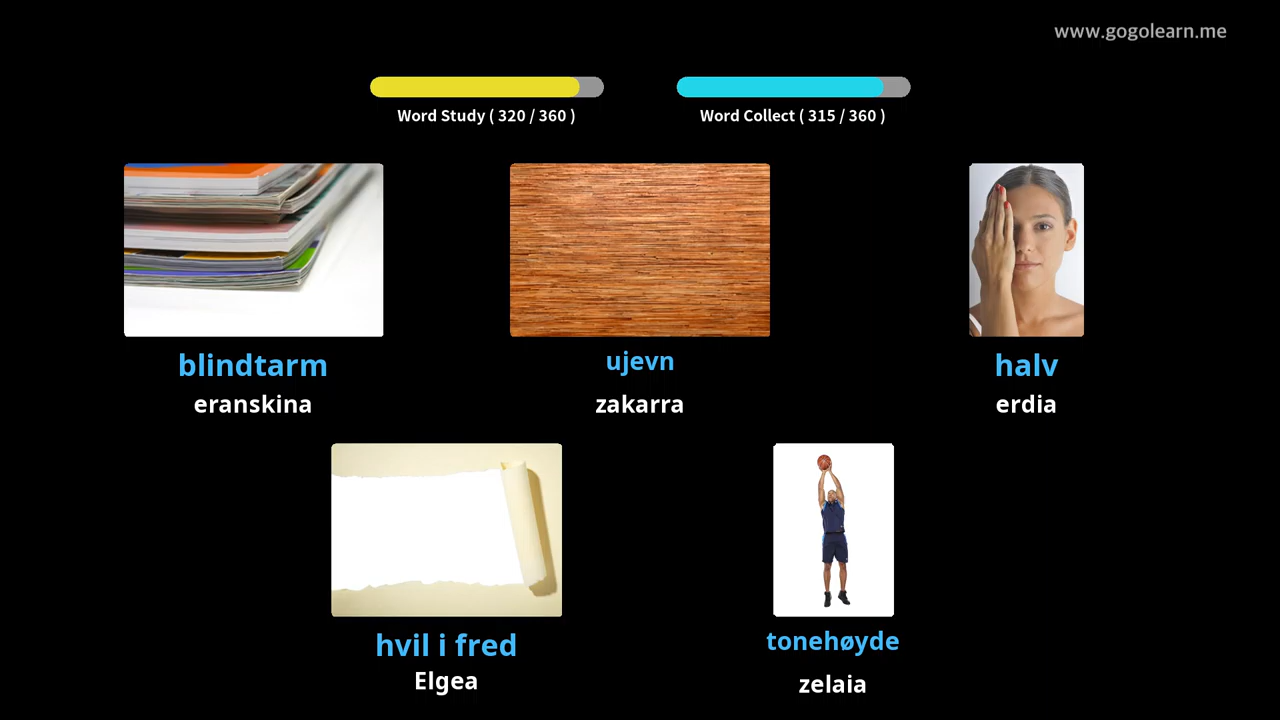 www.gogolearn.me
Word Study ( 320 / 360 )
Word Collect ( 315 / 360 )
blindtarm
eranskina
ujevn
zakarra
halv
erdia
hvil i fred
Elgea
tonehøyde
zelaia